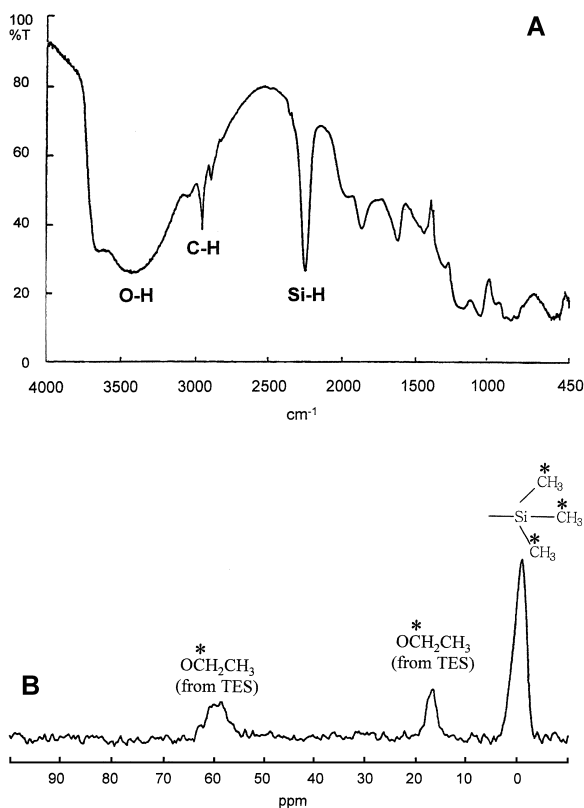 100
%T
A
80
60
40
20
0
C-H
O-H
Si-H
4000 3500 3000 2500 2000 1500 1000 450
cm-1
*
CH3
*
Si CH3
*
CH3
*
OCH2CH3
(from TES)
*
OCH2CH3
(from TES)
B
90 80 70 60 50 40 30 20 10 0
ppm